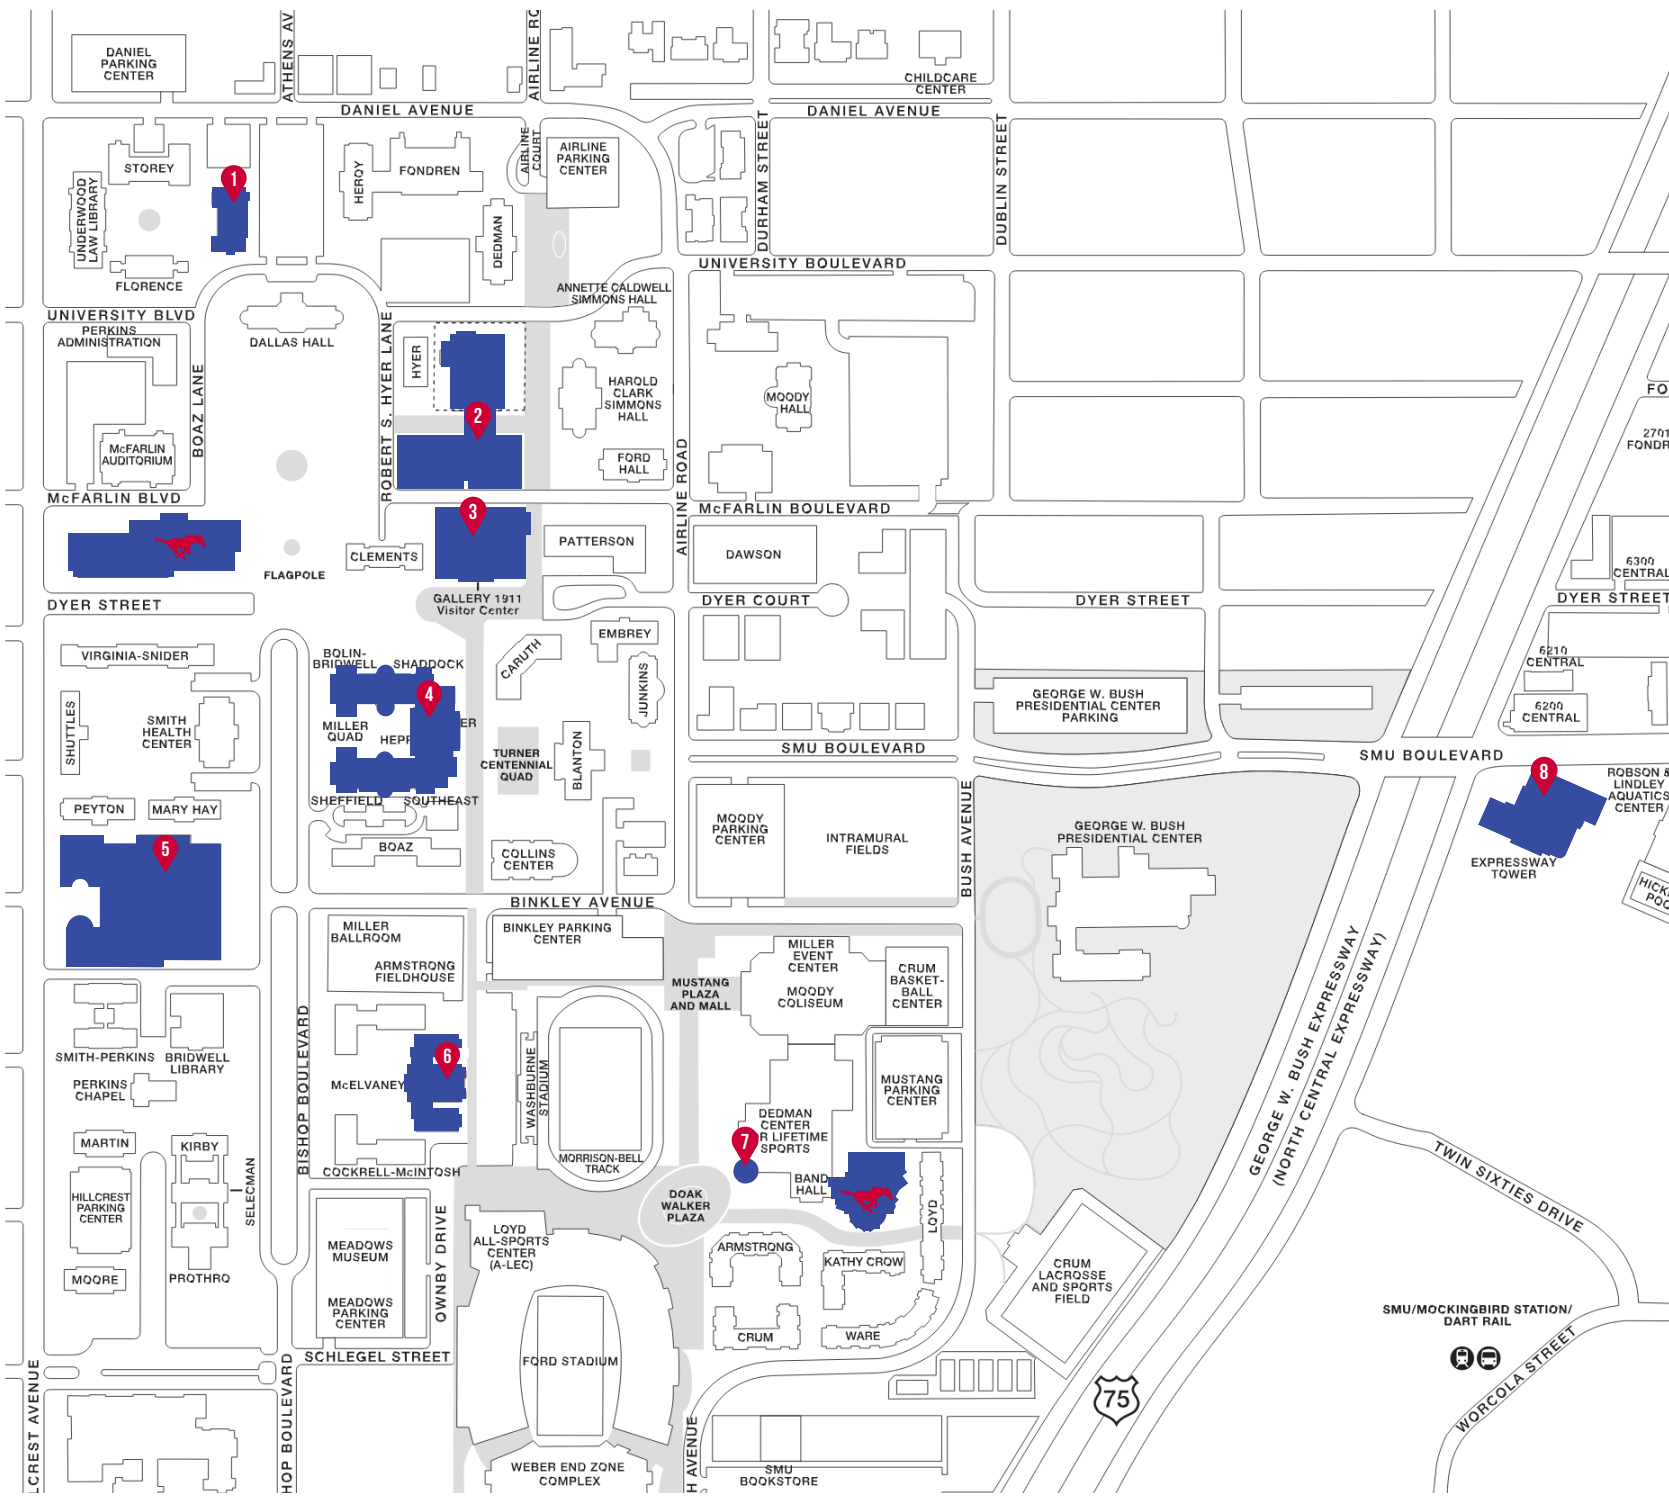 DANIEL
PARKING
CENTER
ATHENS AV
AIRLINE RO
CHILDCARE
CENTER
DANIEL AVENUE
DANIEL AVENUE
STOREY
1
UNDERWOOD
LAW LIBRARY
FLORENCE
HEROY
FONDREN
DEDMAN
AIRLINE
COURT
AIRLINE
PARKING
CENTER
DURHAM STREET
DUBLIN STREET
UNIVERSITY BOULEVARD
UNIVERSITY BLVD
PERKINS
ADMINISTRATION
DALLAS HALL
ANNETTE CALDWELL
SIMMONS HALL
BOAZ LANE
ROBERT S. HYER LANE
HYER
2
HAROLD
CLARK
SIMMONS
HALL
MOODY
HALL
McFARLIN
AUDITORIUM
FORD
HALL
AIRLINE ROAD
FO
2701
FONDR
McFARLIN BLVD
McFARLIN BOULEVARD
3
FLAGPOLE
CLEMENTS
PATTERSON
DAWSON
GALLERY 1911
Visitor Center
6300
CENTRAL
DYER STREET
DYER COURT
DYER STREET
DYER STREET
VIRGINIA-SNIDER
BOLIN-
BRIDWELL
SHADDOCK
4
CARUTH
EMBREY
JUNKINS
6210
CENTRAL
SHUTTLES
SMITH
HEALTH
CENTER
MILLER
QUAD
ER
HEPP
TURNER
CENTENNIAL
QUAD
BLANTON
GEORGE W. BUSH
PRESIDENTIAL CENTER
PARKING
6200
CENTRAL
SMU BOULEVARD
SMU BOULEVARD
8
ROBSON &
LINDLEY
AQUATICS
CENTER
PEYTON
MARY HAY
SHEFFIELD
SOUTHEAST
5
BOAZ
COLLINS
CENTER
MOODY
PARKING
CENTER
INTRAMURAL
FIELDS
BUSH AVENUE
GEORGE W. BUSH
PRESIDENTIAL CENTER
EXPRESSWAY
TOWER
HICK
POO
BINKLEY AVENUE
MILLER
BALLROOM
ARMSTRONG
FIELDHOUSE
BINKLEY PARKING
CENTER
MUSTANG
PLAZA
AND MALL
MILLER
EVENT
CENTER
MOODY
COLISEUM
CRUM
BASKET-
BALL
CENTER
GEORGE W. BUSH EXPRESSWAY
(NORTH CENTRAL EXPRESSWAY)
SMITH-PERKINS
BRIDWELL
LIBRARY
PERKINS
CHAPEL
BISHOP BOULEVARD
6
McELVANEY
WASHBURNE
STADIUM
MUSTANG
PARKING
CENTER
MARTIN
KIRBY
COCKRELL-McINTOSH
MORRISON-BELL
TRACK
7
DEDMAN
CENTER
R LIFETIME
SPORTS
BAND
HALL
TWIN SIXTIES DRIVE
HILLCREST
PARKING
CENTER
SELECMAN
DOAK
WALKER
PLAZA
LOYD
MOORE
PROTHRO
MEADOWS
MUSEUM
MEADOWS
PARKING
CENTER
OWNBY DRIVE
LOYD
ALL-SPORTS
CENTER
(A-LEC)
ARMSTRONG
KATHY CROW
CRUM
LACROSSE
AND SPORTS
FIELD
CRUM
WARE
SMU/MOCKINGBIRD STATION/
DART RAIL
SCHLEGEL STREET
FORD STADIUM
75
WORCOLA STREET
LCREST AVENUE
HOP BOULEVARD
WEBER END ZONE
COMPLEX
H AVENUE
SMU
BOOKSTORE